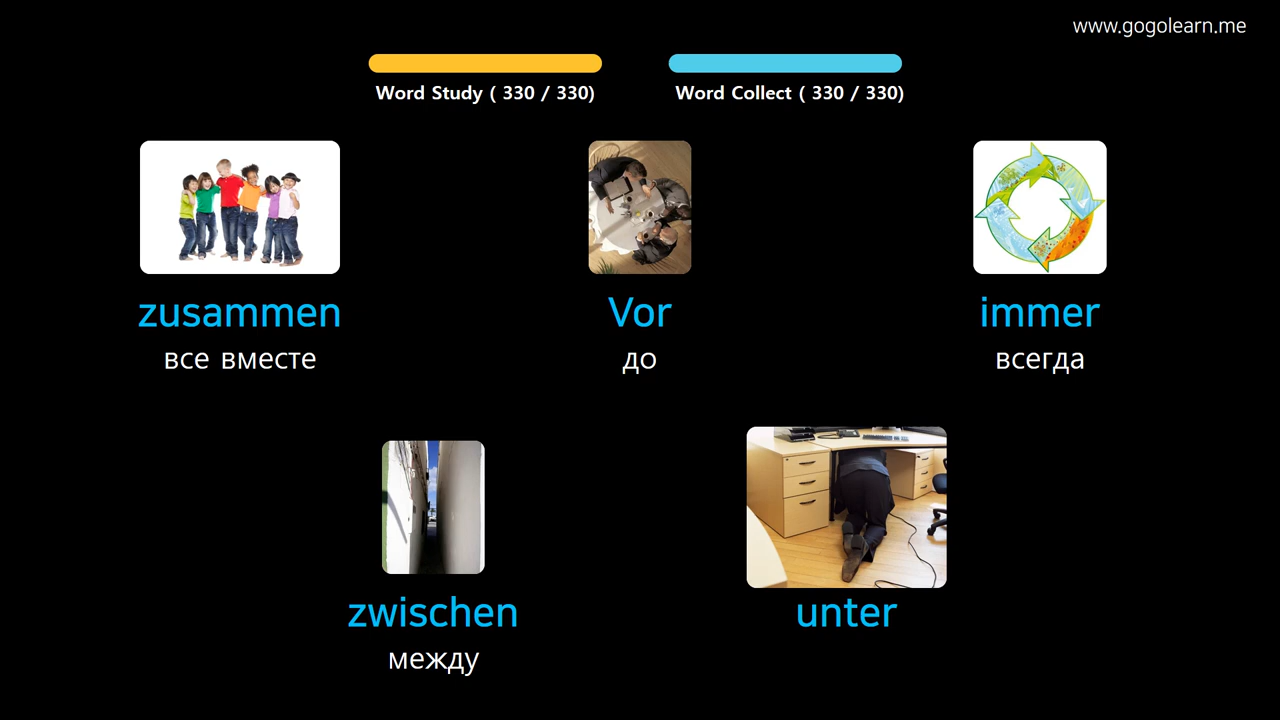 www.gogolearn.me
Word Study ( 330 / 330)
Word Collect ( 330 / 330)
zusammen
Vor
immer
все вместе
до
всегда
zwischen
unter
между